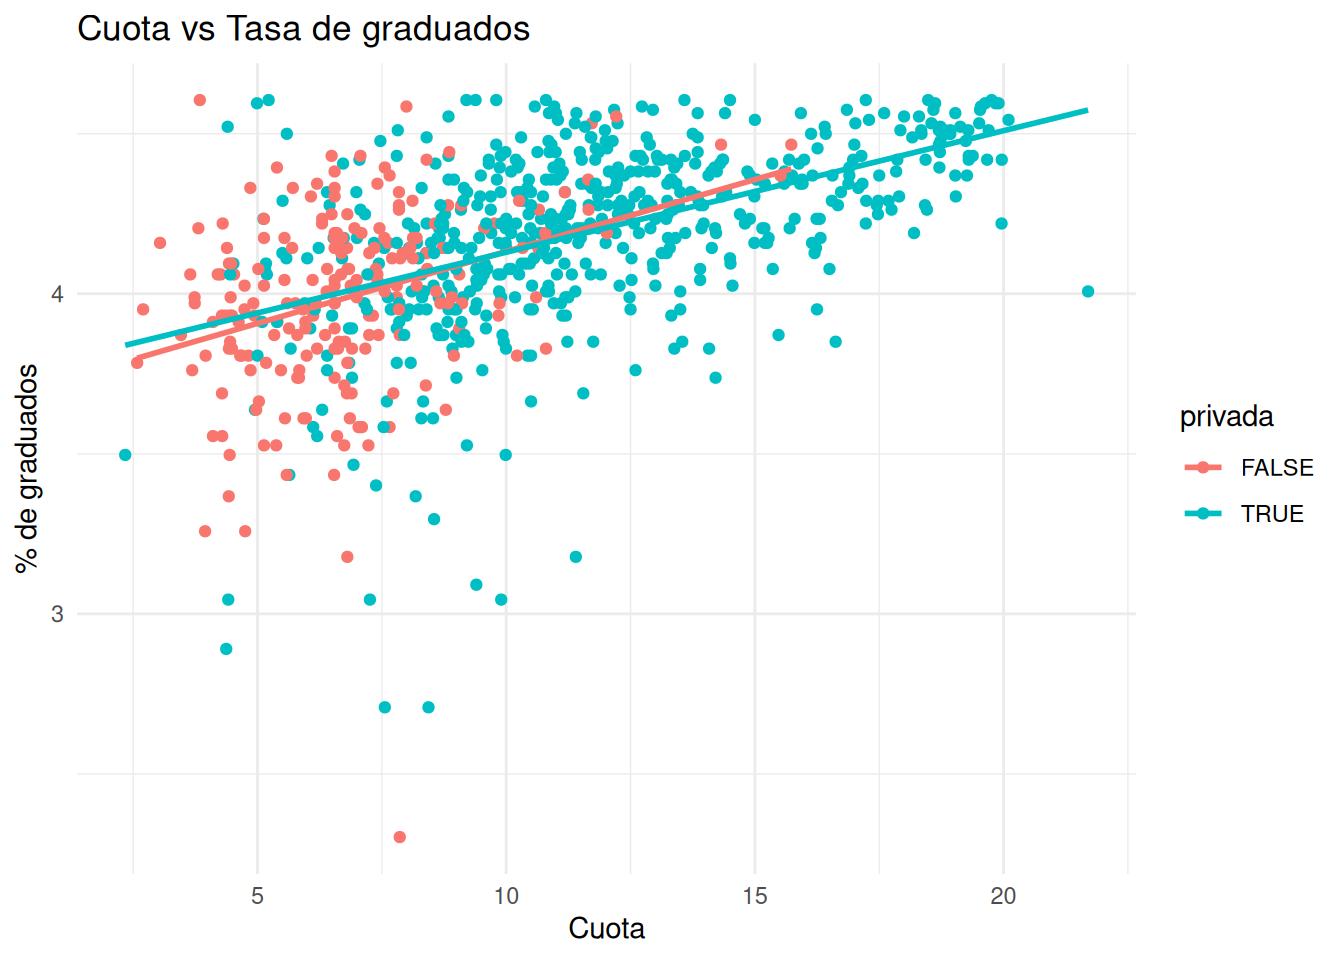 Cuota vs Tasa de graduados
% de graduados
4
3
5 10 15 20
Cuota
privada
FALSE
TRUE